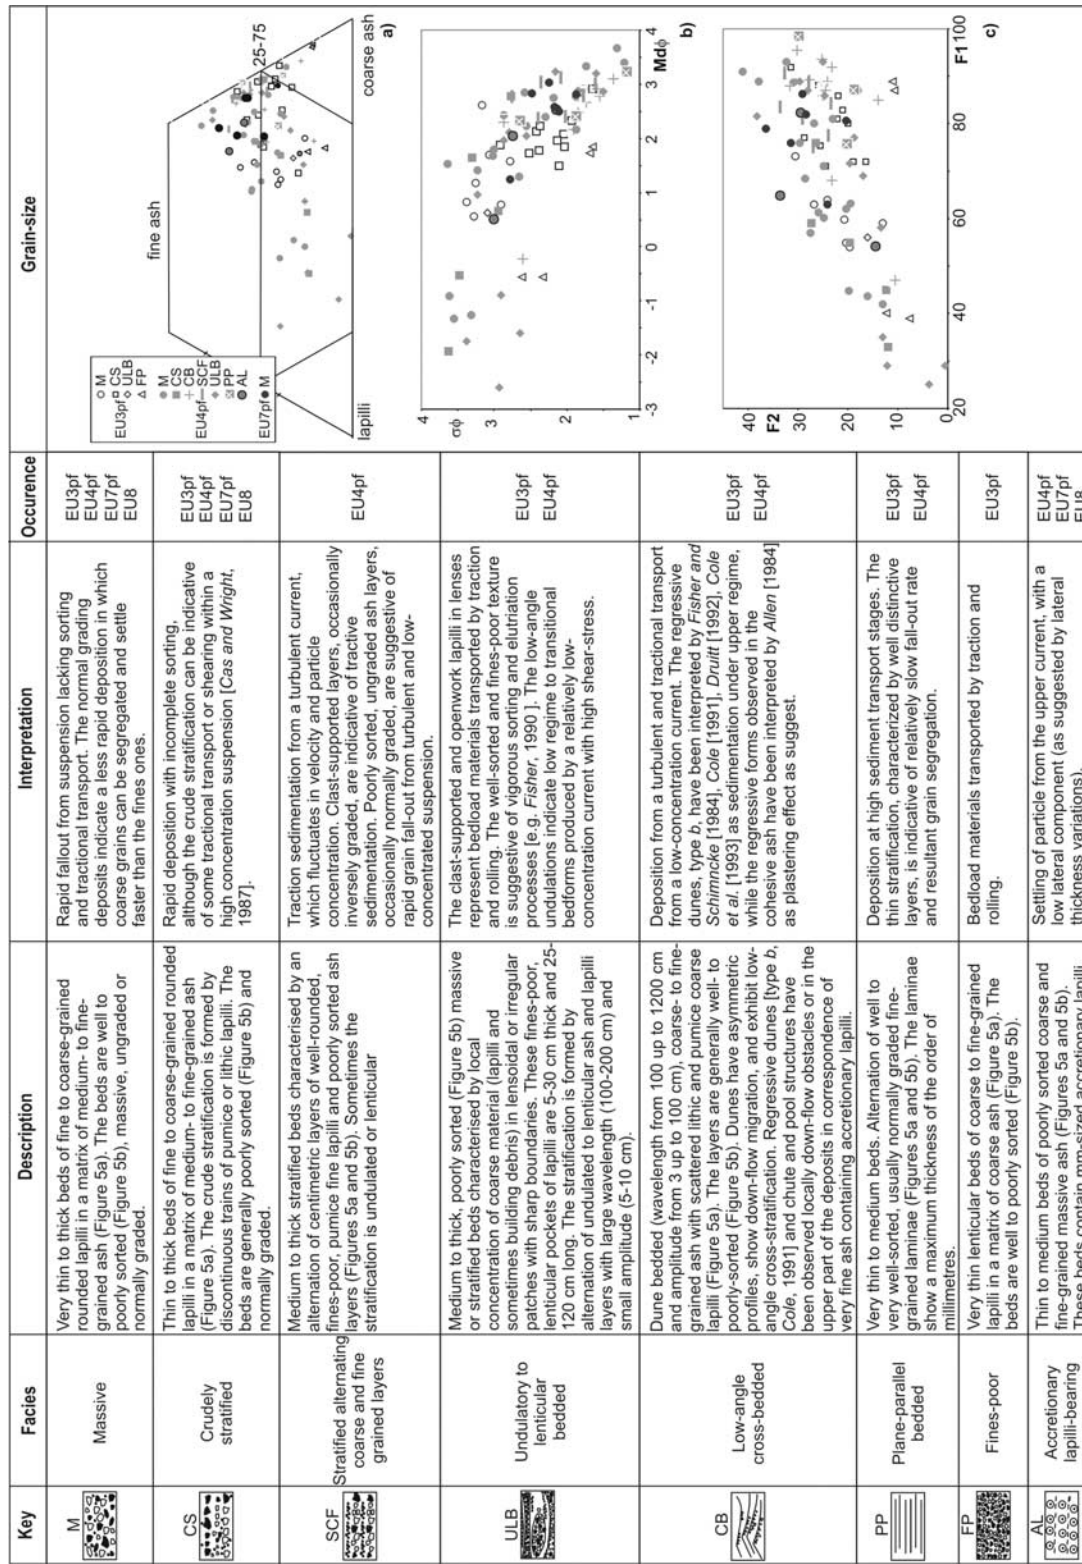 Key
Facies
Description
Interpretation
Occurence
Grain-size
M
Massive
Very thin to thick beds of fine to coarse-grained
rounded lapilli in a matrix of medium- to fine-
grained ash (Figure 5a). The beds are well to
poorly sorted (Figure 5b), massive, ungraded or
normally graded.
Rapid fallout from suspension lacking sorting
and tractional transport. The normal grading
deposits indicate a less rapid deposition in which
coarse grains can be segregated and settle
faster than the fines ones.
EU3pf
EU4pf
EU7pf
EU8
CS
Crudely
stratified
Thin to thick beds of fine to coarse-grained rounded
lapilli in a matrix of medium- to fine-grained ash
(Figure 5a). The crude stratification is formed by
discontinuous trains of pumice or lithic lapilli. The
beds are generally poorly sorted (Figure 5b) and
normally graded.
Rapid deposition with incomplete sorting,
although the crude stratification can be indicative
of some tractional transport or shearing within a
high concentration suspension [Cas and Wright,
1987].
EU3pf
EU4pf
EU7pf
EU8
SCF
Stratified alternating
coarse and fine
grained layers
Medium to thick stratified beds characterised by an
alternation of centimetric layers of well-rounded,
fines-poor, pumice fine lapilli and poorly sorted ash
layers (Figures 5a and 5b). Sometimes the
stratification is undulated or lenticular
Traction sedimentation from a turbulent current,
which fluctuates in velocity and particle
concentration. Clast-supported layers, occasionally
inversely graded, are indicative of tractive
sedimentation. Poorly sorted, ungraded ash layers,
occasionally normally graded, are suggestive of
rapid grain fall-out from turbulent and low-
concentrated suspension.
EU4pf
ULB
Undulatory to
lenticular
bedded
Medium to thick, poorly sorted (Figure 5b) massive
or stratified beds characterised by local
concentration of coarse material (lapilli and
sometimes building debris) in lensoidal or irregular
patches with sharp boundaries. These fines-poor,
lenticular pockets of lapilli are 5-30 cm thick and 25-
120 cm long. The stratification is formed by
alternation of undulated to lenticular ash and lapilli
layers with large wavelength (100-200 cm) and
small amplitude (5-10 cm).
The clast-supported and openwork lapilli in lenses
represent bedload materials transported by traction
and rolling. The well-sorted and fines-poor texture
is suggestive of vigorous sorting and elutriation
processes [e.g. Fisher, 1990 ]. The low-angle
undulations indicate low regime to transitional
bedforms produced by a relatively low-
concentration current with high shear-stress.
EU3pf
EU4pf
CB
Low-angle
cross-bedded
Dune bedded (wavelength from 100 up to 1200 cm
and amplitude from 3 up to 100 cm), coarse- to fine-
grained ash with scattered lithic and pumice coarse
lapilli (Figure 5a). The layers are generally well- to
poorly-sorted (Figure 5b). Dunes have asymmetric
profiles, show down-flow migration, and exhibit low-
angle cross-stratification. Regressive dunes [type b,
Cole, 1991] and chute and pool structures have
been observed locally down-flow obstacles or in the
upper part of the deposits in correspondence of
very fine ash containing accretionary lapilli.
Deposition from a turbulent and tractional transport
from a low-concentration current. The regressive
dunes, type b, have been interpreted by Fisher and
Schimncke [1984], Cole [1991], Druitt [1992], Cole
et al. [1993] as sedimentation under upper regime,
while the regressive forms observed in the
cohesive ash have been interpreted by Allen [1984]
as plastering effect as suggest.
EU3pf
EU4pf
PP
Plane-parallel
bedded
Very thin to medium beds. Alternation of well to
very well-sorted, usually normally graded fine-
grained laminae (Figures 5a and 5b). The laminae
show a maximum thickness of the order of
millimetres.
Deposition at high sediment transport stages. The
thin stratification, characterized by well distinctive
layers, is indicative of relatively slow fall-out rate
and resultant grain segregation.
EU3pf
EU4pf
FP
Fines-poor
Very thin lenticular beds of coarse to fine-grained
lapilli in a matrix of coarse ash (Figure 5a). The
beds are well to poorly sorted (Figure 5b).
Bedload materials transported by traction and
rolling.
EU3pf
AL
Accretionary
lapilli-bearing
Thin to medium beds of poorly sorted coarse and
fine-grained massive ash (Figures 5a and 5b).
These beds contain mm-sized accretionary lapilli
Settling of particle from the upper current, with a
low lateral component (as suggested by lateral
thickness variations).
EU4pf
EU7pf
EU8
EU3pf
M
CS
ULB
FP
EU4pf
M
CS
CB
SCF
ULB
PP
AL
EU7pf M
fine ash
25-75
lapilli
coarse ash
a)
σϕ
3
2
1
-3 -2 -1 0 1 2 3 4
Mdϕ
b)
40
F2
30
20
10
0
20 40 60 80 F1 100
c)